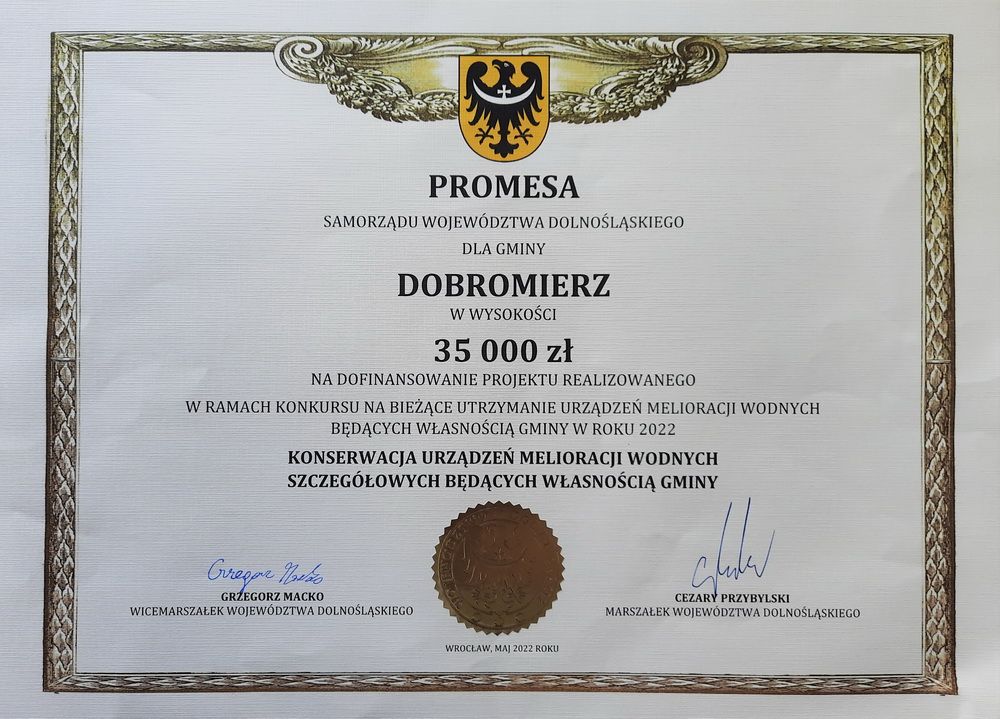 PROMESA
SAMORZĄDU WOJEWÓDZTWA DOLNOŚLĄSKIEGO
DLA GMINY
DOBROMIERZ
W WYSOKOŚCI
35 000 zł
NA DOFINANSOWANIE PROJEKTU REALIZOWANEGO
W RAMACH KONKURSU NA BIEŻĄCE UTRZYMANIE URZĄDZEŃ MELIORACJI WODNYCH
BĘDĄCYCH WŁASNOŚCIĄ GMINY W ROKU 2022
KONSERWACJA URZĄDZEŃ MELIORACJI WODNYCH
SZCZEGÓŁOWYCH BĘDĄCYCH WŁASNOŚCIĄ GMINY
Grzegorz Macko
GRZEGORZ MACKO
WICEMARSZAŁEK WOJEWÓDZTWA DOLNOŚLĄSKIEGO
CEZARY PRZYBYLSKI
MARSZAŁEK WOJEWÓDZTWA DOLNOŚLĄSKIEGO
WROCŁAW, MAJ 2022 ROKU